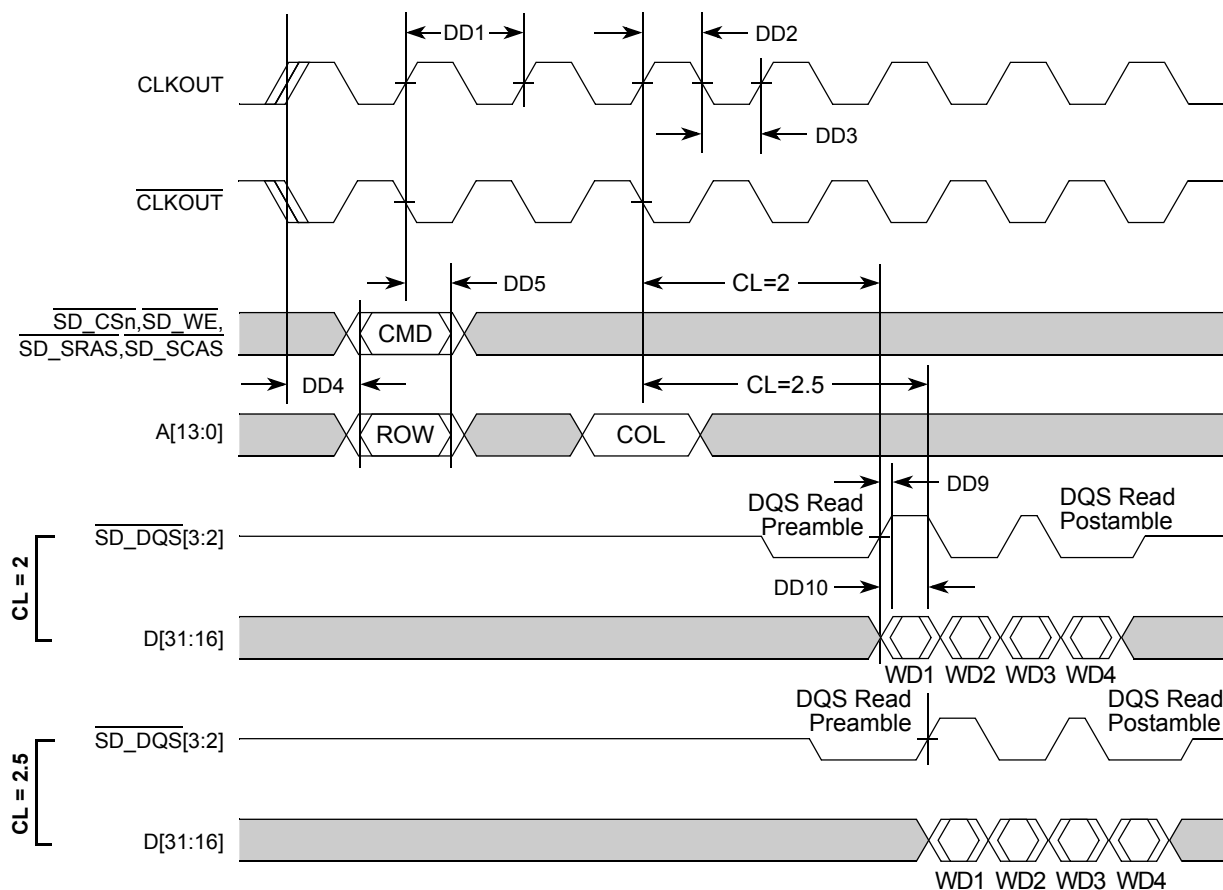 DD1
DD2
CLKOUT
DD3
CLKOUT
DD5
CL=2
SD_CSn,SD_WE,
SD_SRAS,SD_SCAS
CMD
DD4
CL=2.5
A[13:0]
ROW
COL
DD9
DQS Read
Preamble
DQS Read
Postamble
SD_DQS[3:2]
CL = 2
DD10
D[31:16]
WD1 WD2 WD3 WD4
DQS Read
Preamble
DQS Read
Postamble
SD_DQS[3:2]
CL = 2.5
D[31:16]
WD1 WD2 WD3 WD4